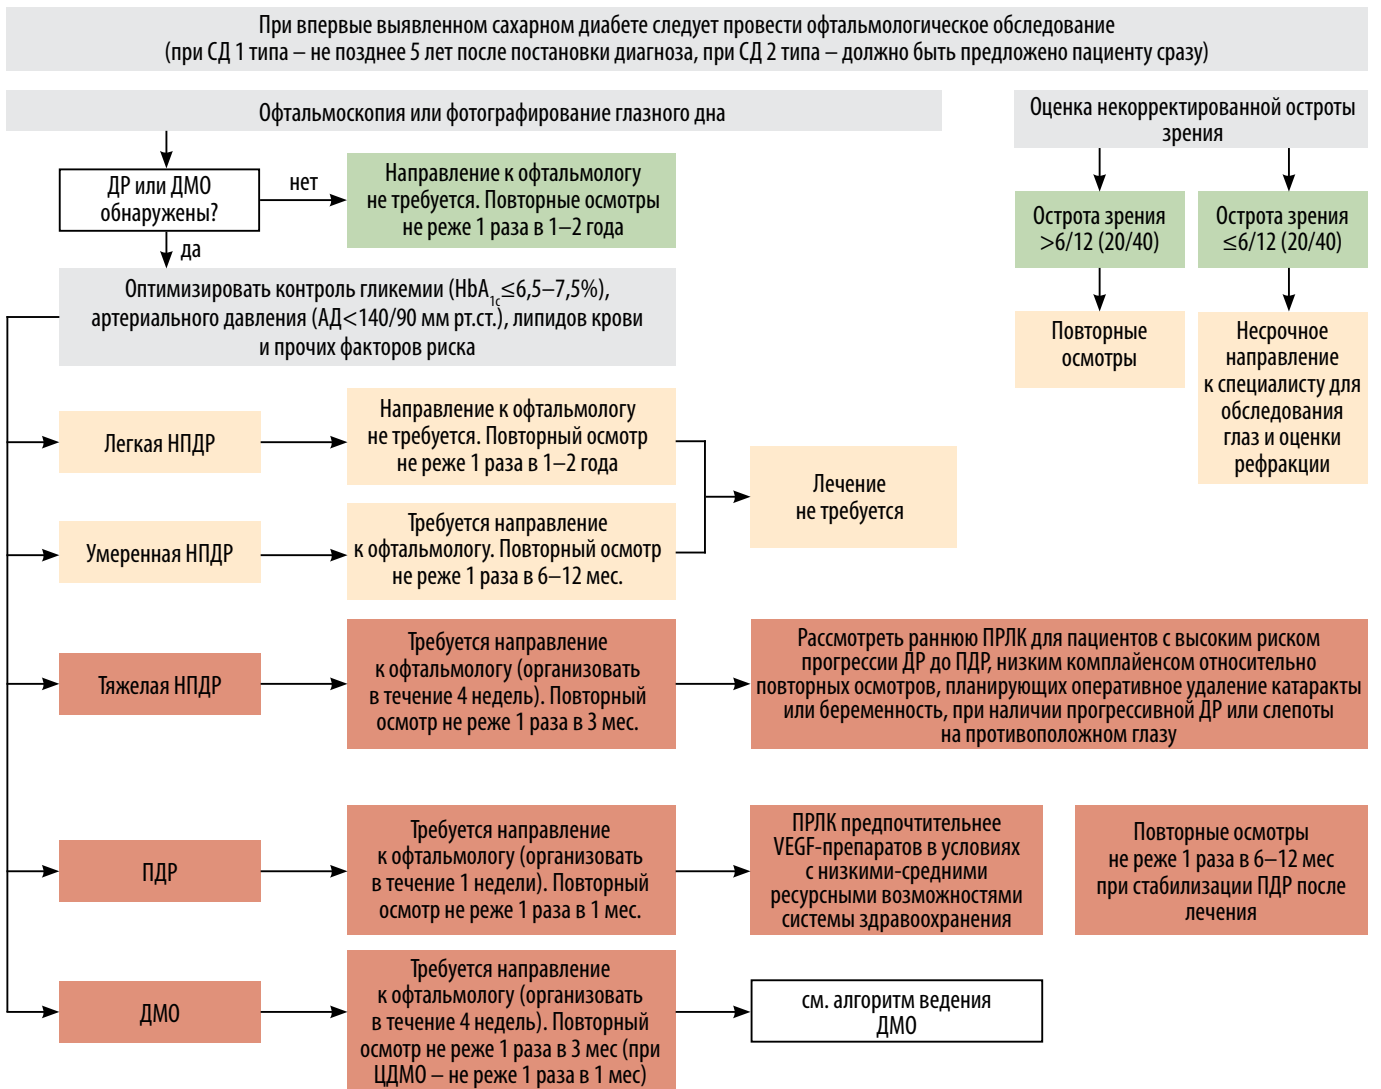 При впервые выявленном сахарном диабете следует провести офтальмологическое обследование
(при СД 1 типа – не позднее 5 лет после постановки диагноза, при СД 2 типа – должно быть предложено пациенту сразу)
Офтальмоскопия или фотографирование глазного дна
ДР или ДМО
обнаружены?
нет
Направление к офтальмологу
не требуется. Повторные осмотры
не реже 1 раза в 1–2 года
да
Оптимизировать контроль гликемии (HbA1c≤6,5–7,5%),
артериального давления (АД<140/90 мм рт.ст.), липидов крови
и прочих факторов риска
Оценка некорректированной остроты
зрения
Острота зрения
>6/12 (20/40)
Острота зрения
≤6/12 (20/40)
Повторные
осмотры
Несрочное
направление
к специалисту для
обследования
глаз и оценки
рефракции
Легкая НПДР
Направление к офтальмологу
не требуется. Повторный осмотр
не реже 1 раза в 1–2 года
Умеренная НПДР
Требуется направление
к офтальмологу. Повторный осмотр
не реже 1 раза в 6–12 мес.
Лечение
не требуется
Тяжелая НПДР
Требуется направление
к офтальмологу (организовать
в течение 4 недель). Повторный
осмотр не реже 1 раза в 3 мес.
Рассмотреть раннюю ПРЛК для пациентов с высоким риском
прогрессии ДР до ПДР, низким комплайенсом относительно
повторных осмотров, планирующих оперативное удаление катаракты
или беременность, при наличии прогрессивной ДР или слепоты
на противоположном глазу
ПДР
Требуется направление
к офтальмологу (организовать
в течение 1 недели). Повторный
осмотр не реже 1 раза в 1 мес.
ПРЛК предпочтительнее
VEGF-препаратов в условиях
с низкими-средними
ресурсными возможностями
системы здравоохранения
Повторные осмотры
не реже 1 раза в 6–12 мес
при стабилизации ПДР после
лечения
ДМО
Требуется направление
к офтальмологу (организовать
в течение 4 недель). Повторный
осмотр не реже 1 раза в 3 мес (при
ЦДМО – не реже 1 раза в 1 мес)
см. алгоритм ведения
ДМО